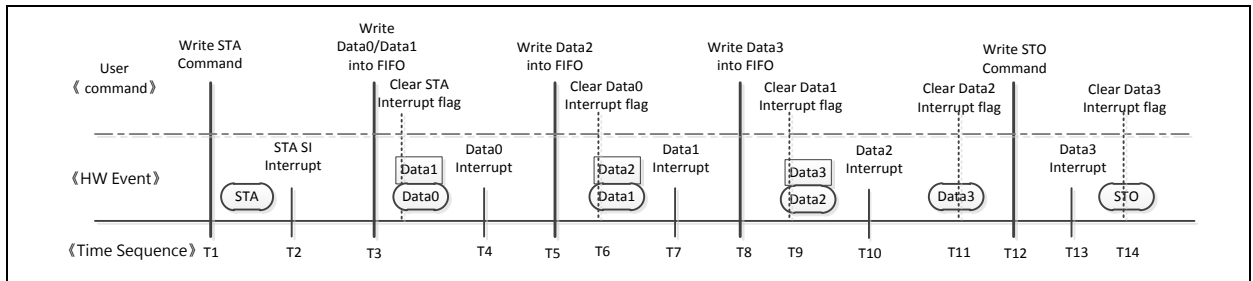 Write STA
Command
Write
Data0/Data1
into FIFO
Write Data2
into FIFO
Write Data3
into FIFO
Write STO
Command
User
《 command》
Clear STA
Interrupt flag
Clear Data0
Interrupt flag
Clear Data1
Interrupt flag
Clear Data2
Interrupt flag
Clear Data3
Interrupt flag
《HW Event》
STA SI
Interrupt
Data0
Interrupt
Data1
Interrupt
Data2
Interrupt
Data3
Interrupt
Data1
Data2
Data3
STA
Data0
Data1
Data2
Data3
STO
《Time Sequence》 T1 T2 T3 T4 T5 T6 T7 T8 T9 T10 T11 T12 T13 T14